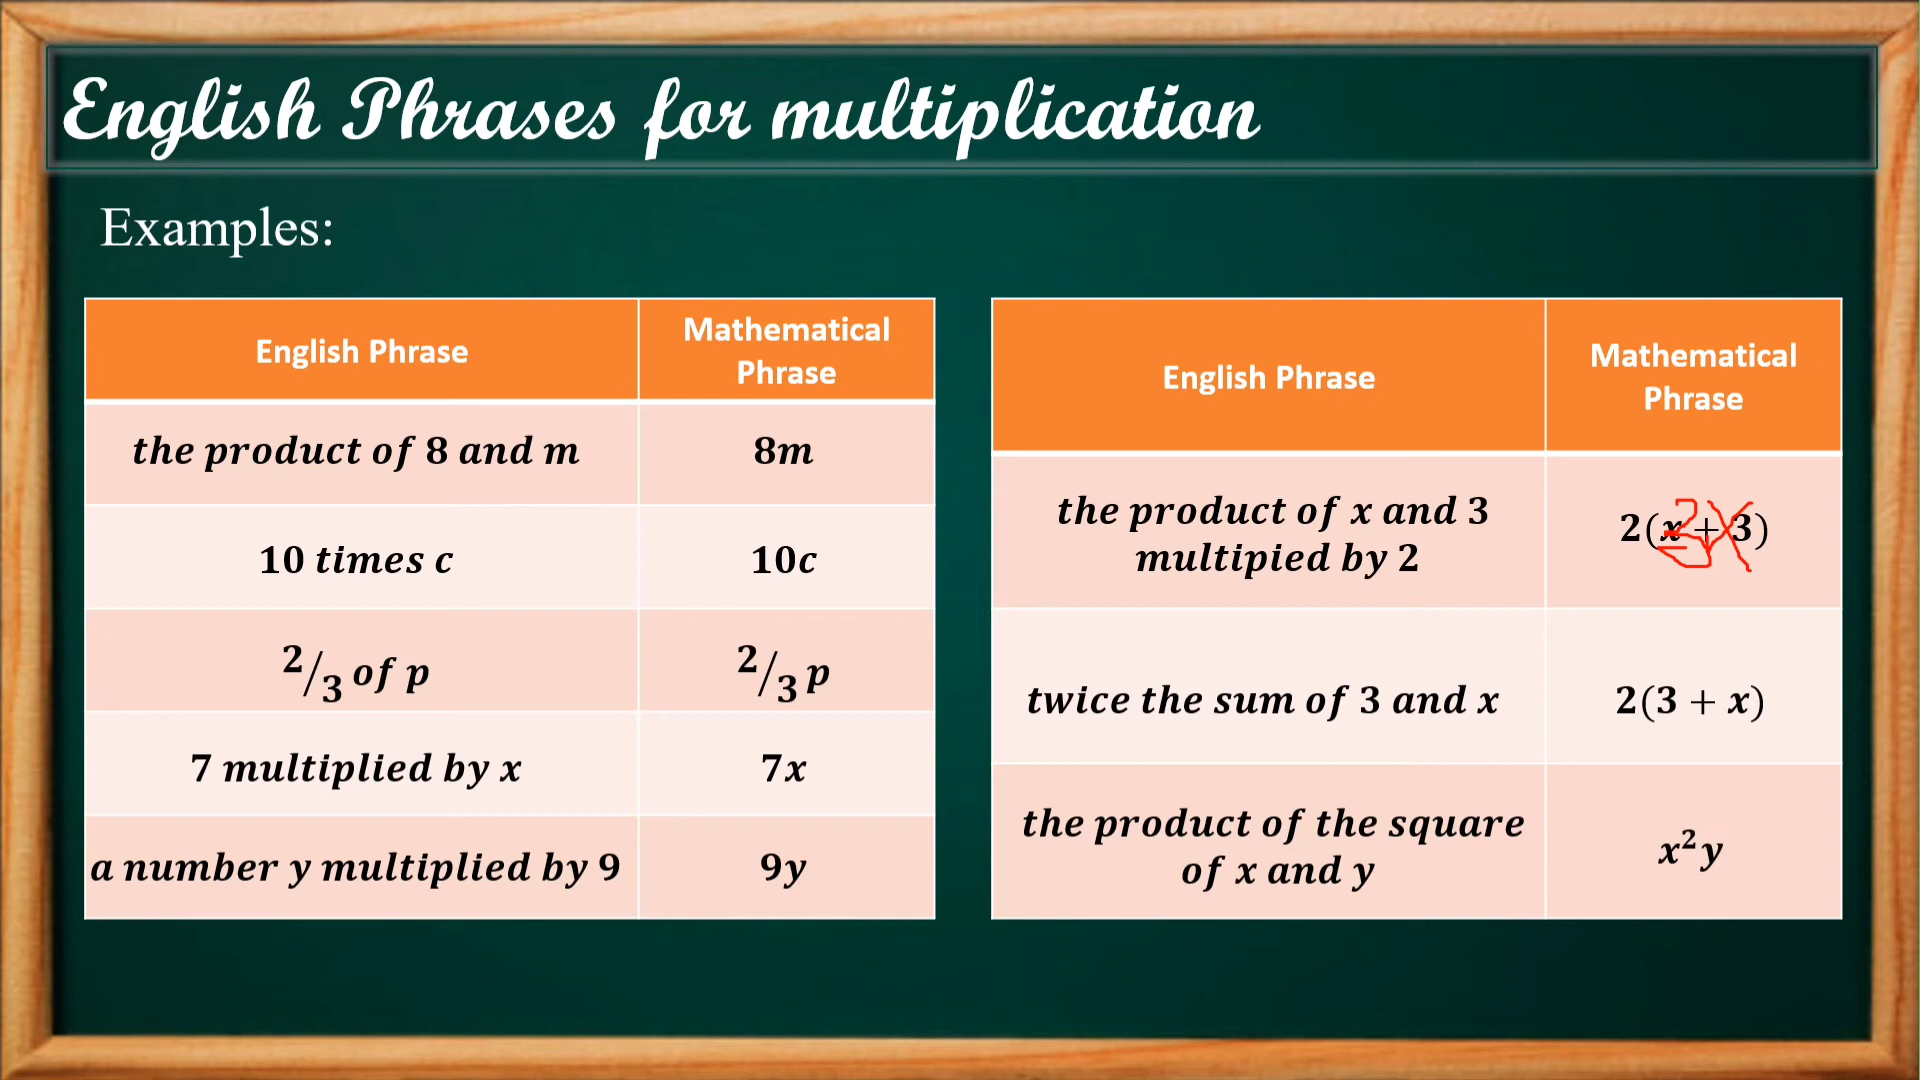 English Phrases for multiplication
Examples:
English Phrase
Mathematical
Phrase
the product of 8 and m
8m
10 times c
10c
2/3 of p
2/3 p
7 multiplied by x
7x
a number y multiplied by 9
9y
English Phrase
Mathematical
Phrase
the product of x and 3
multipied by 2
2(x + 3)
3x
twice the sum of 3 and x
2(3 + x)
the product of the square
of x and y
x²y